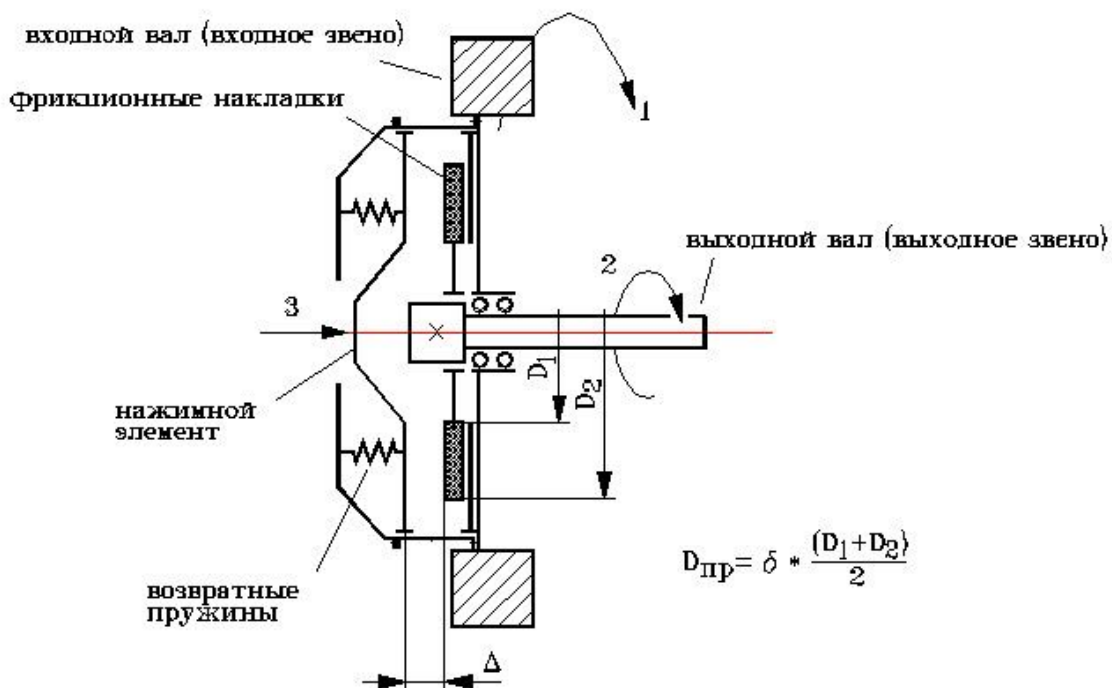 входной вал (входное звено)
фрикционные накладки
1
выходной вал (выходное звено)
2
3
D₁
D₂
нажимной
элемент
Dпр= δ * (D₁+D₂)/2
возвратные
пружины
Δ